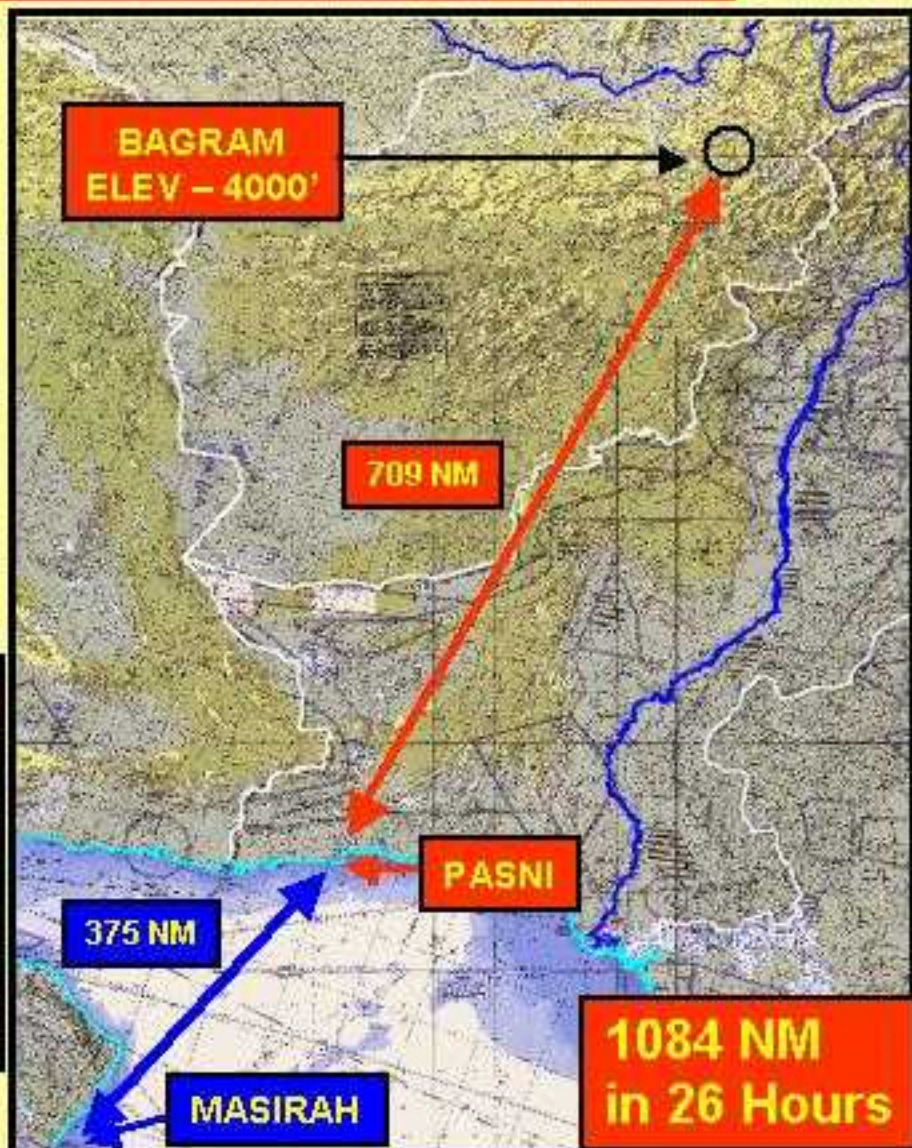 BAGRAM
ELEV – 4000'
709 NM
PASNI
375 NM
MASIRAH
1084 NM
in 26 Hours